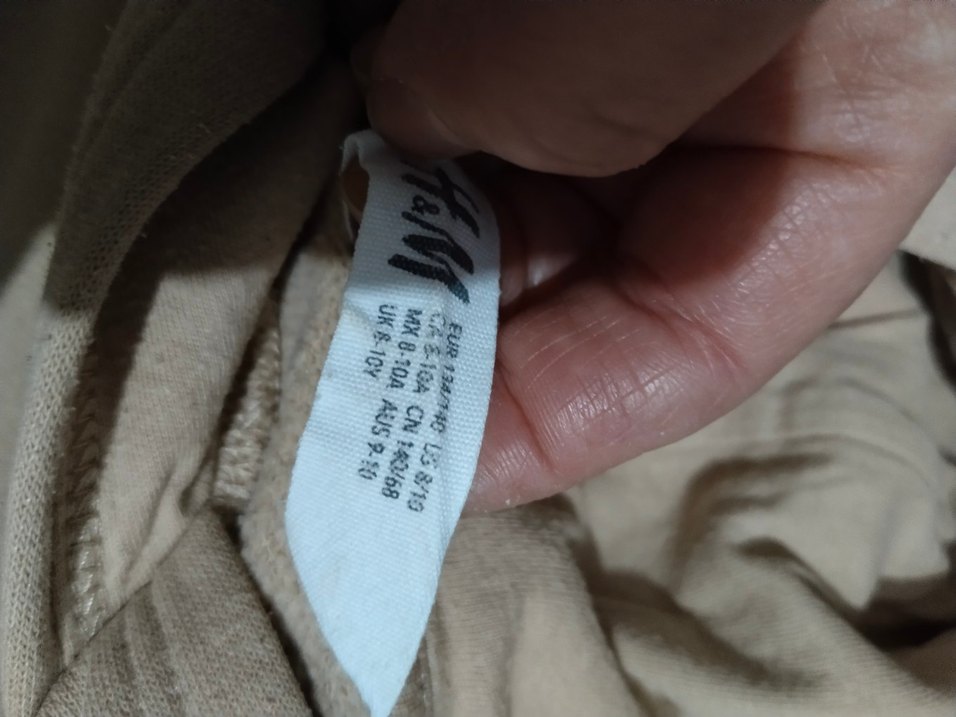 H&M
EUR 134/140 US 8/10
CA 8-10A
MX 8-10A CN 140/68
UK 8-10Y AUS 9-10